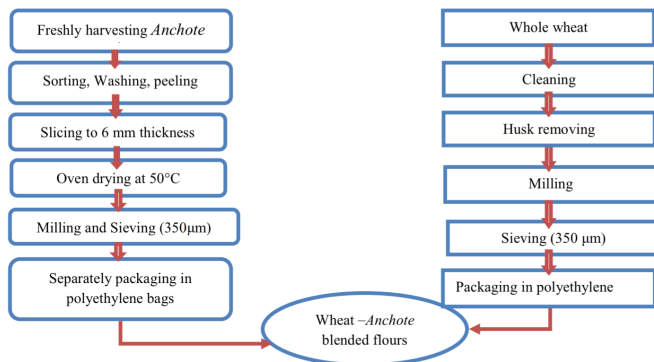 Freshly harvesting Anchote
Sorting, Washing, peeling
Slicing to 6 mm thickness
Oven drying at 50°C
Milling and Sieving (350μm)
Separately packaging in
polyethylene bags
Whole wheat
Cleaning
Husk removing
Milling
Sieving (350 μm)
Packaging in polyethylene
Wheat –Anchote
blended flours